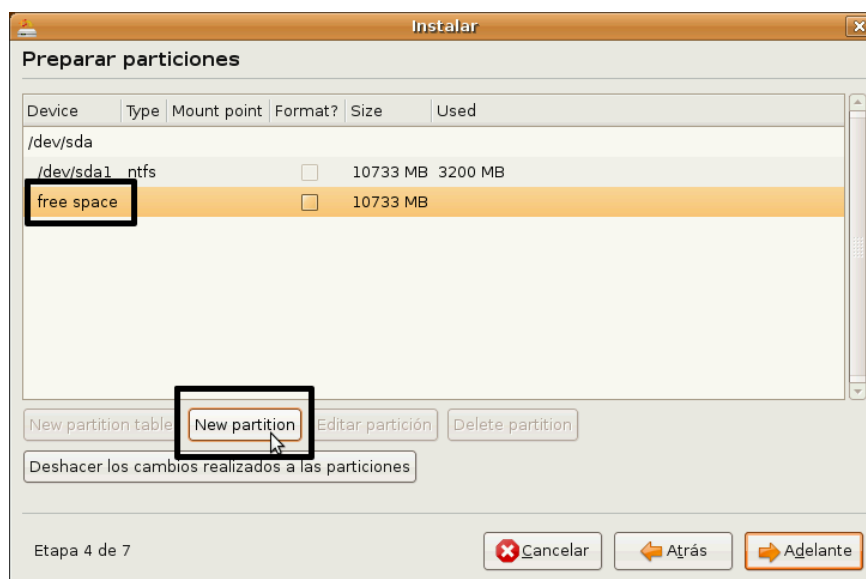 Instalar
Preparar particiones
Device Type Mount point Format? Size Used
/dev/sda
/dev/sda1 ntfs 10733 MB 3200 MB
free space 10733 MB
New partition table New partition Editar partición Delete partition
Deshacer los cambios realizados a las particiones
Etapa 4 de 7 Cancelar Atrás Adelante